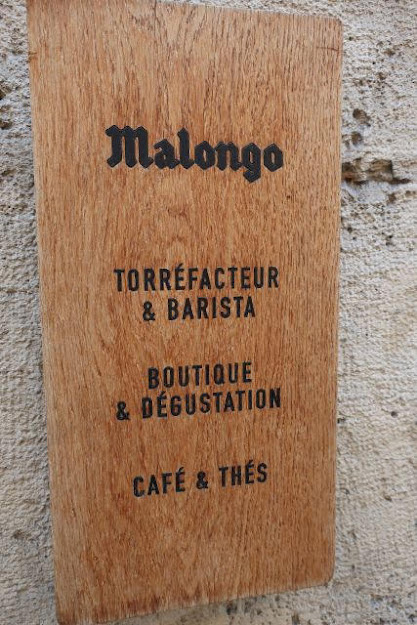 Malongo
TORRÉFACTEUR
& BARISTA
BOUTIQUE
& DÉGUSTATION
CAFÉ & THÉS